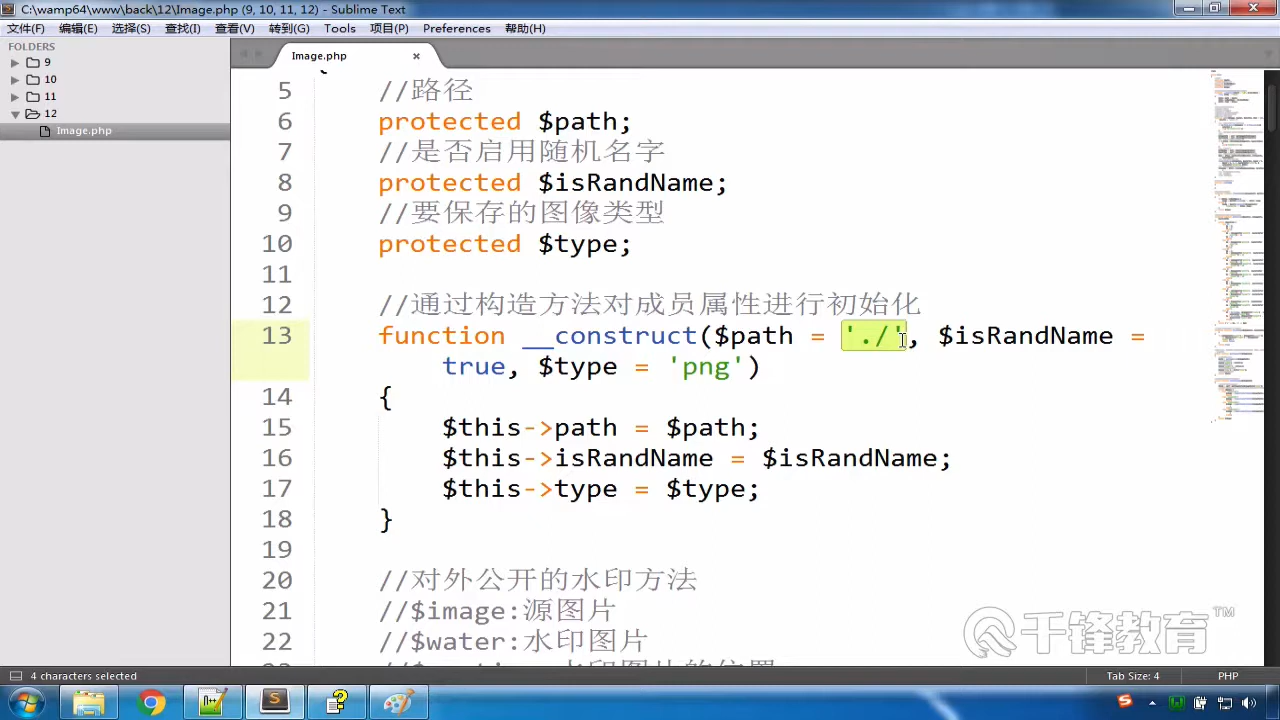 C:\wamp64\www\back\12\Image.php (9, 10, 11, 12) - Sublime Text
文件(F) 编辑(E) 选择(S) 查找(I) 查看(V) 转到(G) Tools 项目(P) Preferences 帮助(H)
FOLDERS
9
10
11
12
Image.php
Image.php
5 //路径
6 protected $path;
7 //是否启用随机名字
8 protected $isRandName;
9 //要保存的图像类型
10 protected $type;
11
12 //通过构造方法对成员属性进行初始化
13 function __construct($path = './', $isRandName =
true, $type = 'png')
14 {
15 $this->path = $path;
16 $this->isRandName = $isRandName;
17 $this->type = $type;
18 }
19
20 //对外公开的水印方法
21 //$image:源图片
22 //$water:水印图片
千锋教育™
4 characters selected
Tab Size: 4
PHP